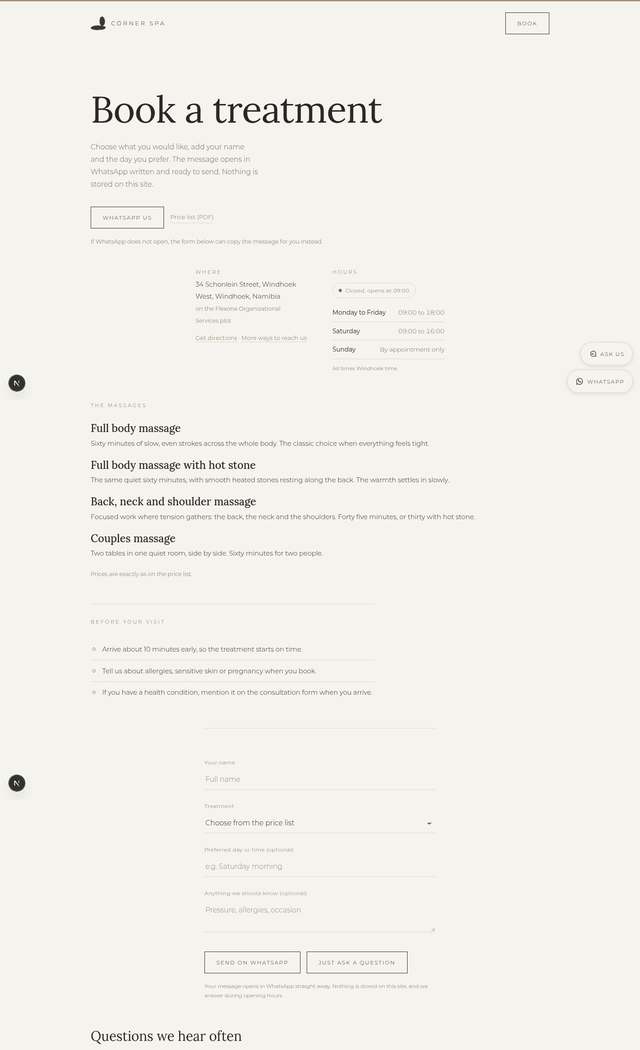 CORNER SPA
BOOK
Book a treatment
Choose what you would like, add your name
and the day you prefer. The message opens in
WhatsApp written and ready to send. Nothing is
stored on this site.
WHATSAPP US
Price list (PDF)
If WhatsApp does not open, the form below can copy the message for you instead.
WHERE
34 Schonlein Street, Windhoek
West, Windhoek, Namibia
on the Flexona Organizational
Services plot
Get directions
More ways to reach us
HOURS
Closed, opens at 09:00
Monday to Friday 09:00 to 18:00
Saturday 09:00 to 16:00
Sunday By appointment only
All times Windhoek time.
ASK US
WHATSAPP
N
THE MASSAGES
Full body massage
Sixty minutes of slow, even strokes across the whole body. The classic choice when everything feels tight.
Full body massage with hot stone
The same quiet sixty minutes, with smooth heated stones resting along the back. The warmth settles in slowly.
Back, neck and shoulder massage
Focused work where tension gathers: the back, the neck and the shoulders. Forty five minutes, or thirty with hot stone.
Couples massage
Two tables in one quiet room, side by side. Sixty minutes for two people.
Prices are exactly as on the price list.
BEFORE YOUR VISIT
Arrive about 10 minutes early, so the treatment starts on time.
Tell us about allergies, sensitive skin or pregnancy when you book.
If you have a health condition, mention it on the consultation form when you arrive.
Your name
Full name
N
Treatment
Choose from the price list
Preferred day or time (optional)
e.g. Saturday morning
Anything we should know (optional)
Pressure, allergies, occasion
SEND ON WHATSAPP
JUST ASK A QUESTION
Your message opens in WhatsApp straight away. Nothing is stored on this site, and we
answer during opening hours.
Questions we hear often